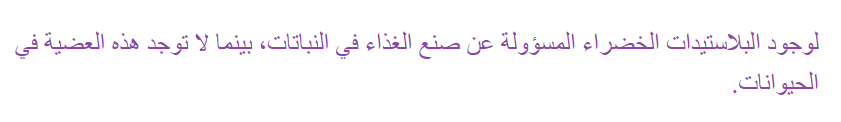 لوجود البلاستيدات الخضراء المسؤولة عن صنع الغذاء في النباتات، بينما لا توجد هذه العضية في
الحيوانات.